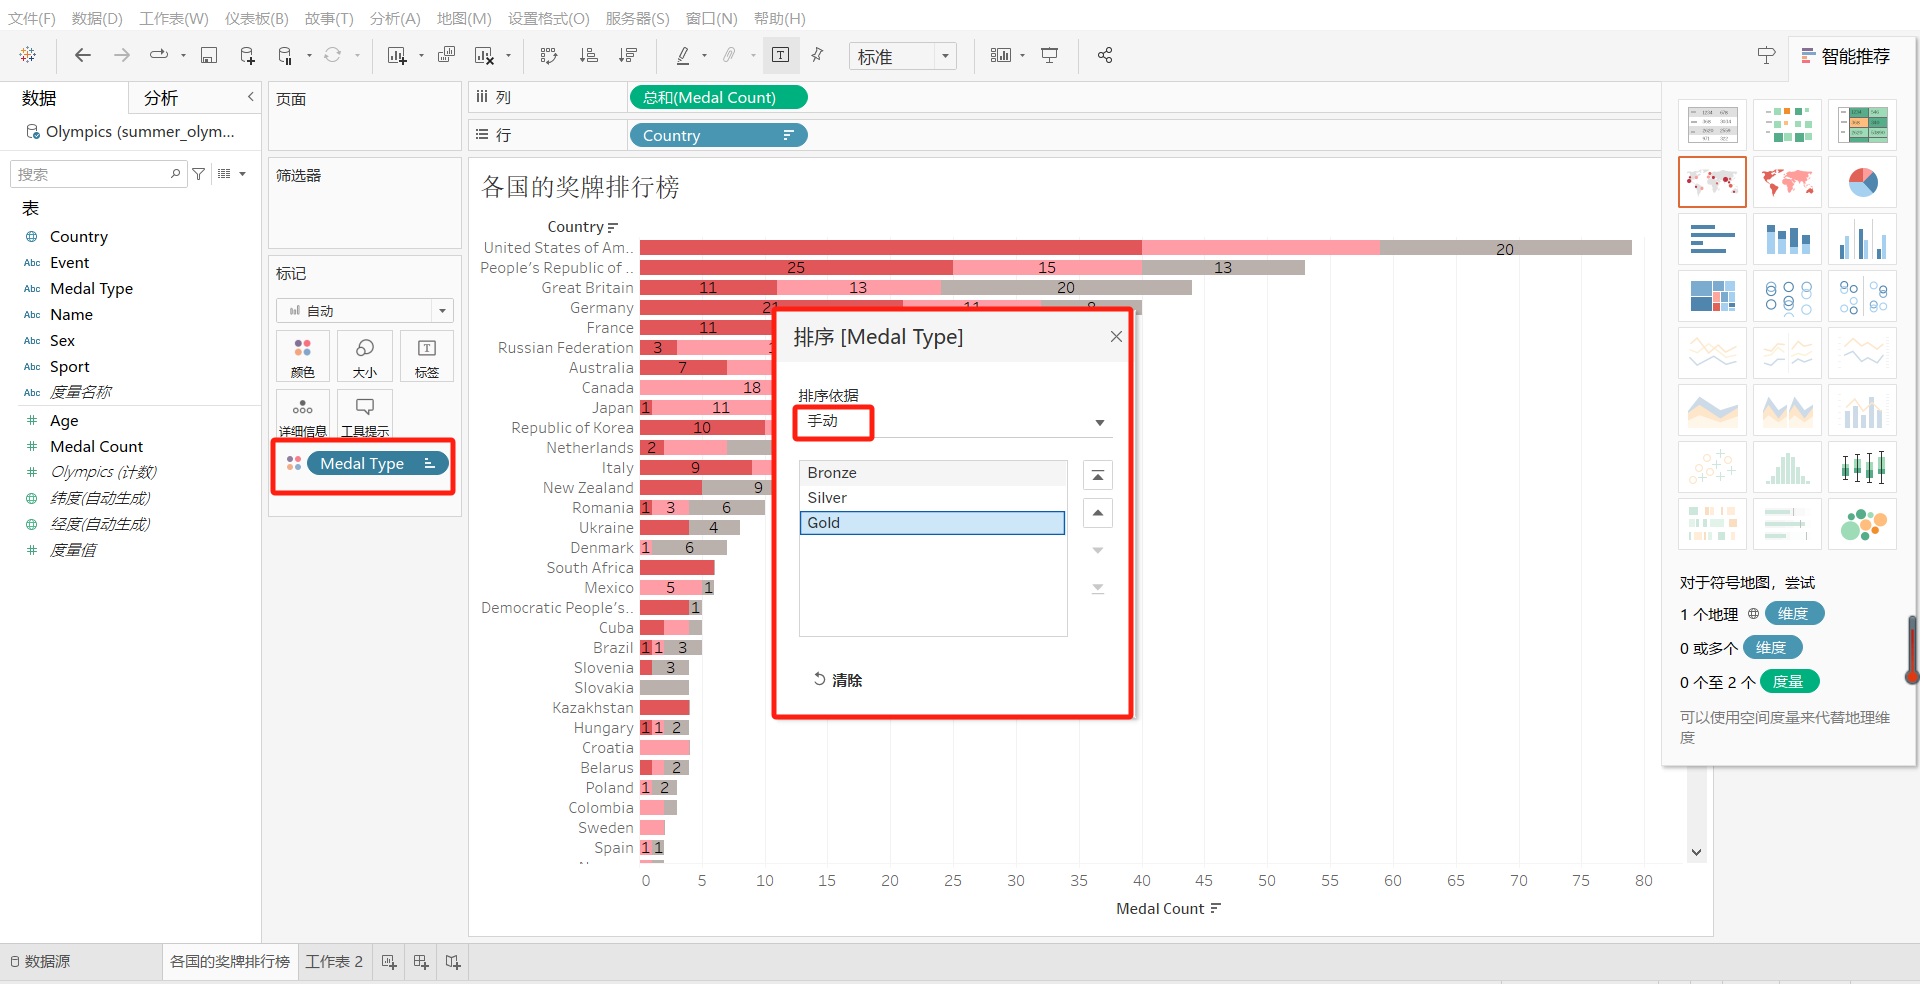 文件(F) 数据(D) 工作表(W) 仪表板(B) 故事(T) 分析(A) 地图(M) 设置格式(O) 服务器(S) 窗口(N) 帮助(H)
标准
智能推荐
数据 分析
Olympics (summer_olym...
搜索
表
Country
Abc Event
Abc Medal Type
Abc Name
Abc Sex
Abc Sport
Abc 度量名称
Age
Medal Count
Olympics (计数)
纬度(自动生成)
经度(自动生成)
度量值
页面
筛选器
标记
自动
颜色 大小 标签
详细信息 工具提示
Medal Type
列 总和(Medal Count)
行 Country
各国的奖牌排行榜
Country
United States of Am.. 20
People's Republic of .. 25 15 13
Great Britain 11 13 20
Germany 21 11 8
France 11
Russian Federation 3
Australia 7
Canada 18
Japan 1 11
Republic of Korea 10
Netherlands 2
Italy 9
New Zealand 9
Romania 1 3 6
Ukraine 4
Denmark 1 6
South Africa
Mexico 5 1
Democratic People's.. 1
Cuba
Brazil 1 1 3
Slovenia 3
Slovakia
Kazakhstan
Hungary 1 1 2
Croatia
Belarus 2
Poland 1 2
Colombia
Sweden
Spain 1 1
0 5 10 15 20 25 30 35 40 45 50 55 60 65 70 75 80
Medal Count
排序 [Medal Type]
排序依据
手动
Bronze
Silver
Gold
清除
对于符号地图，尝试
1 个地理 维度
0 或多个 维度
0 个至 2 个 度量
可以使用空间度量来代替地理维
度
数据源 各国的奖牌排行榜 工作表 2